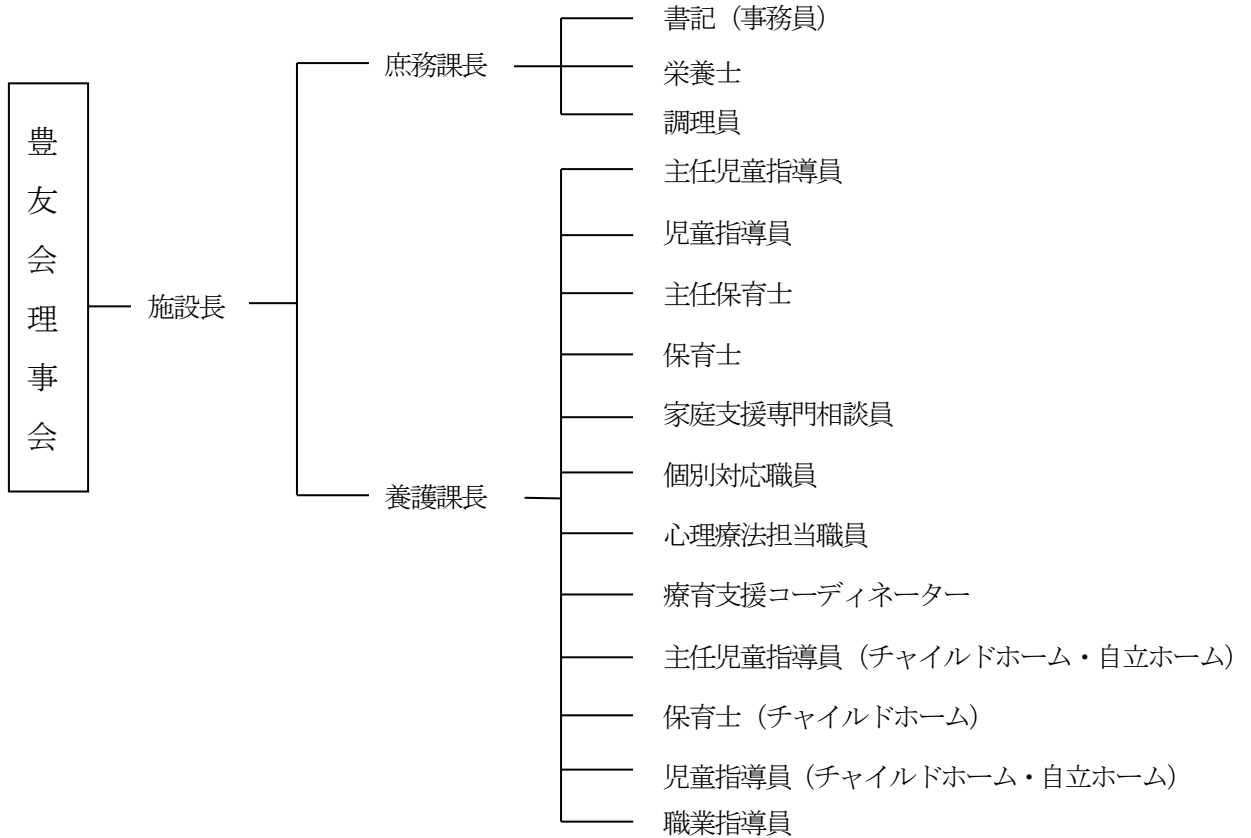 豊友会理事会
施設長
庶務課長
書記（事務員）
栄養士
調理員
養護課長
主任児童指導員
児童指導員
主任保育士
保育士
家庭支援専門相談員
個別対応職員
心理療法担当職員
療育支援コーディネーター
主任児童指導員（チャイルドホーム・自立ホーム）
保育士（チャイルドホーム）
児童指導員（チャイルドホーム・自立ホーム）
職業指導員